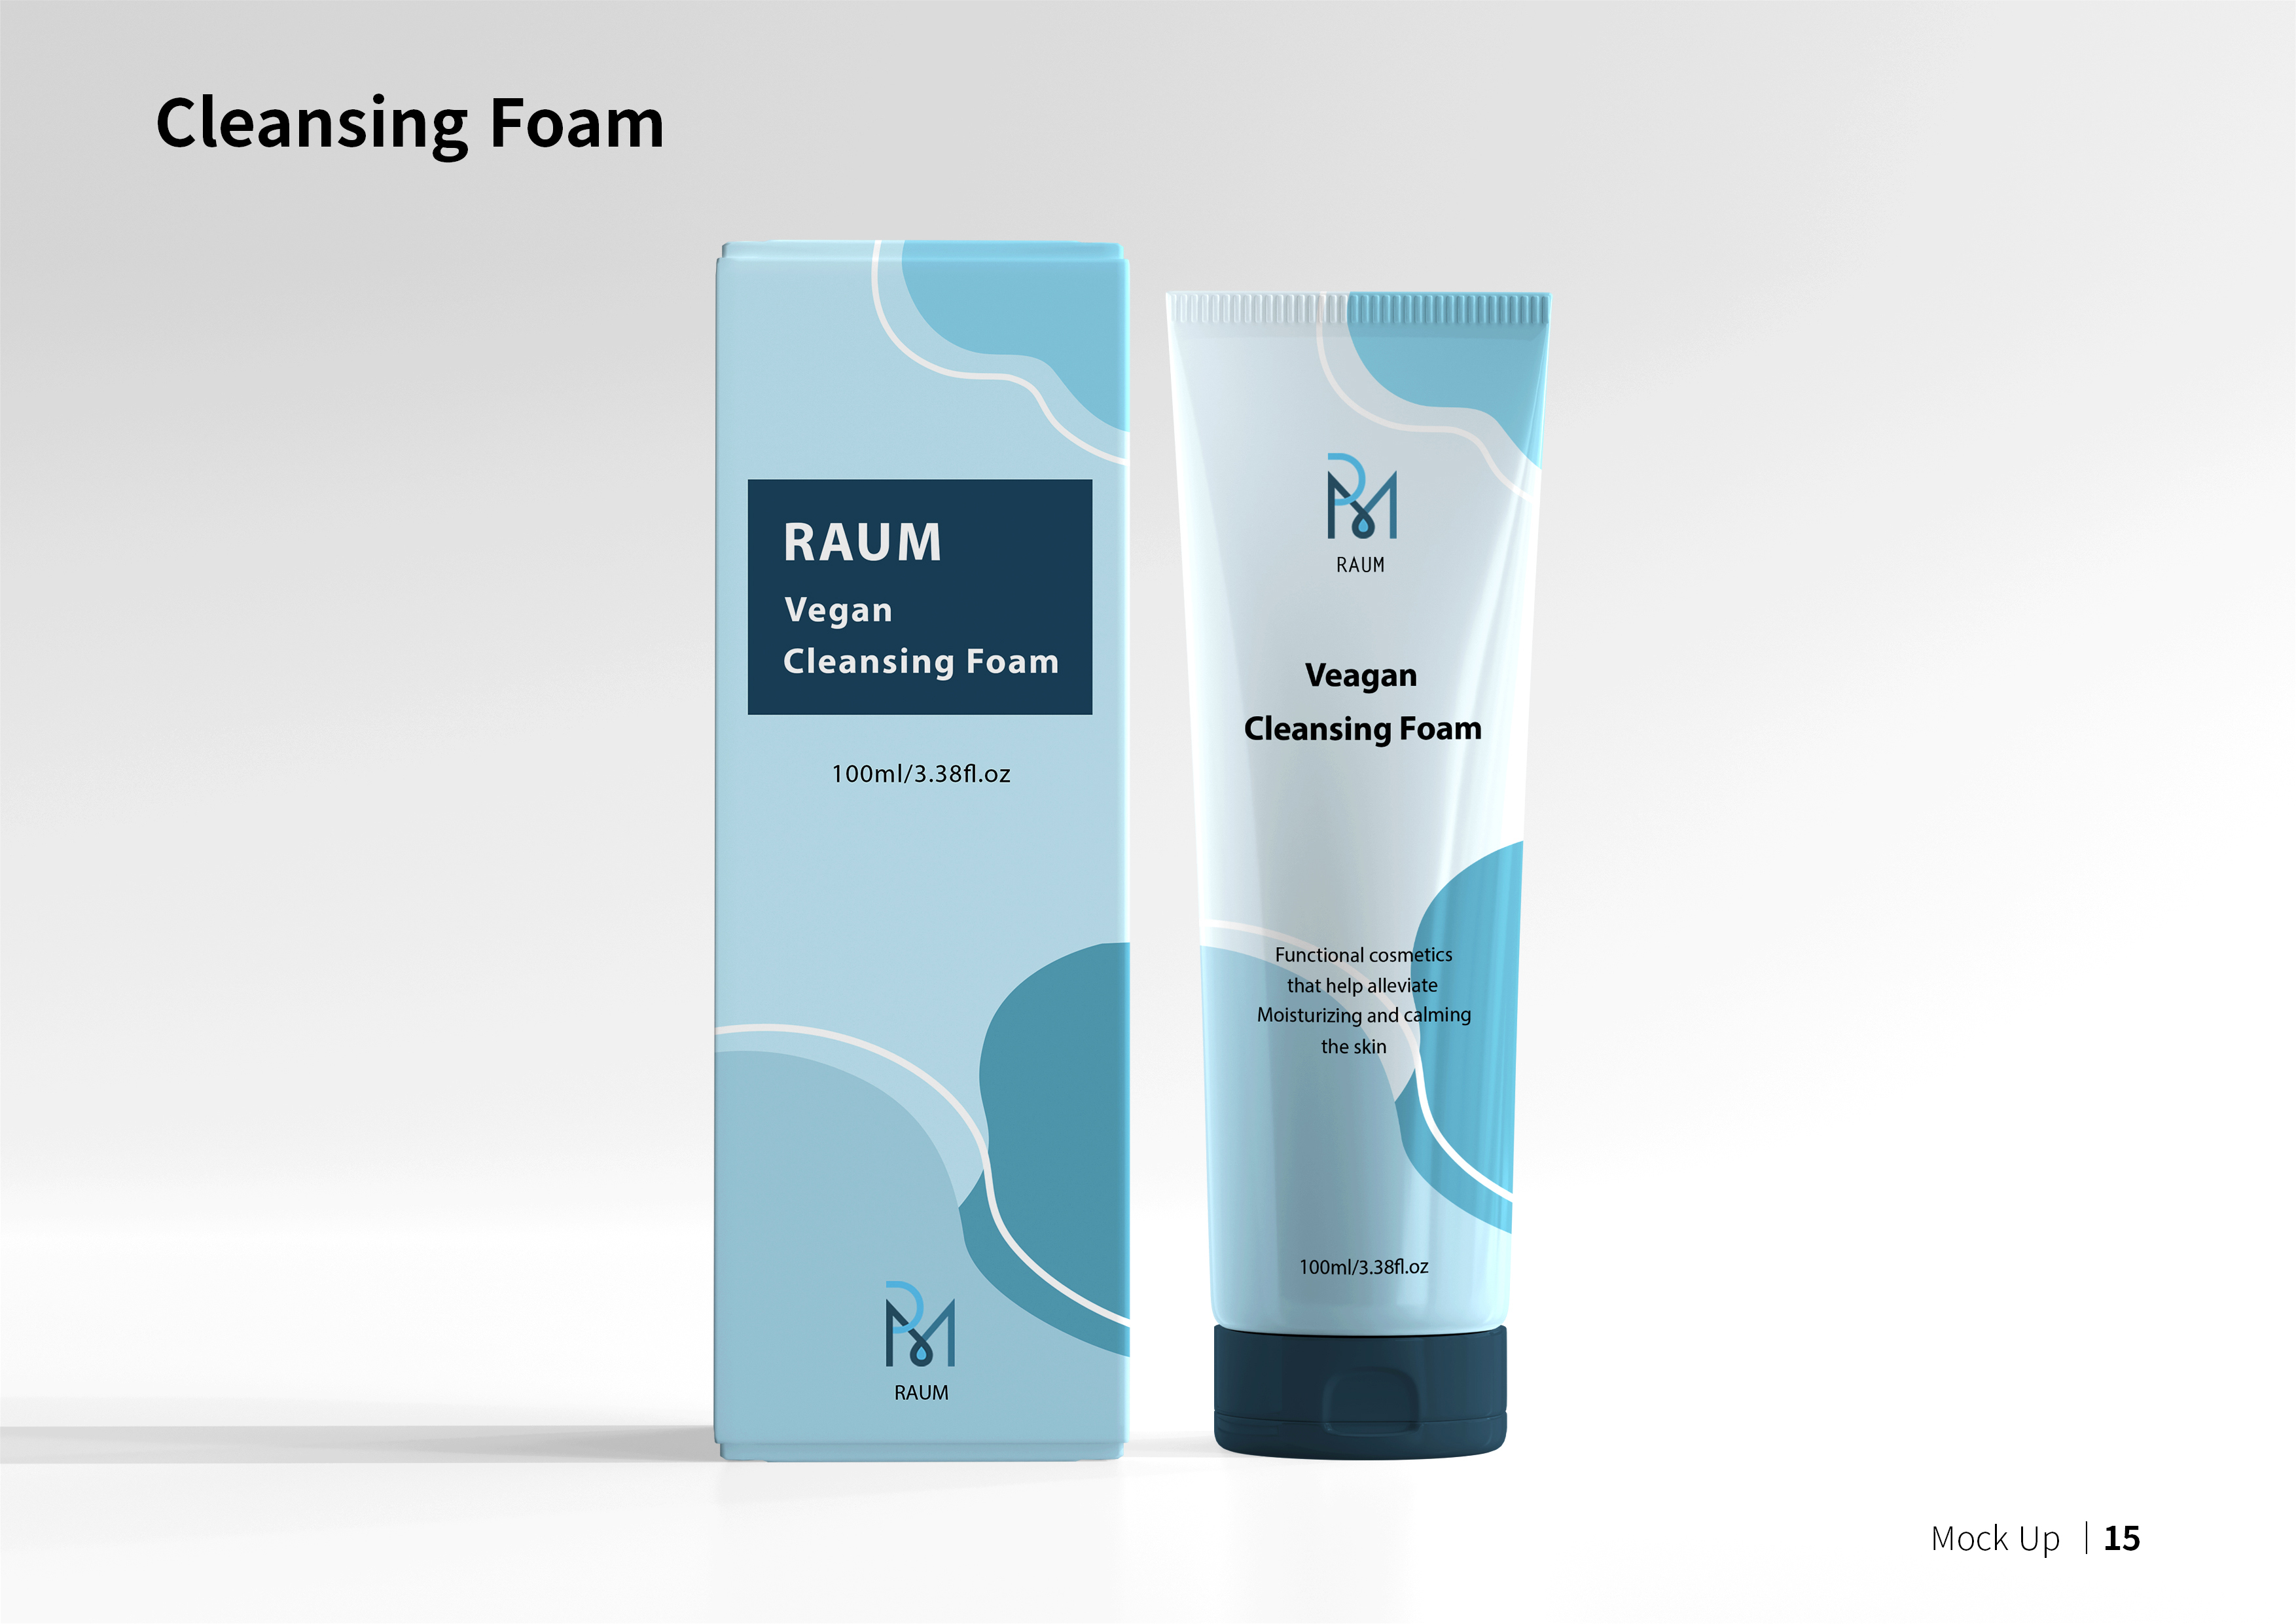 Cleansing Foam
RAUM
Vegan
Cleansing Foam
100ml/3.38fl.oz
RAUM
RAUM
Veagan
Cleansing Foam
Functional cosmetics
that help alleviate
Moisturizing and calming
the skin
100ml/3.38fl.oz
Mock Up | 15